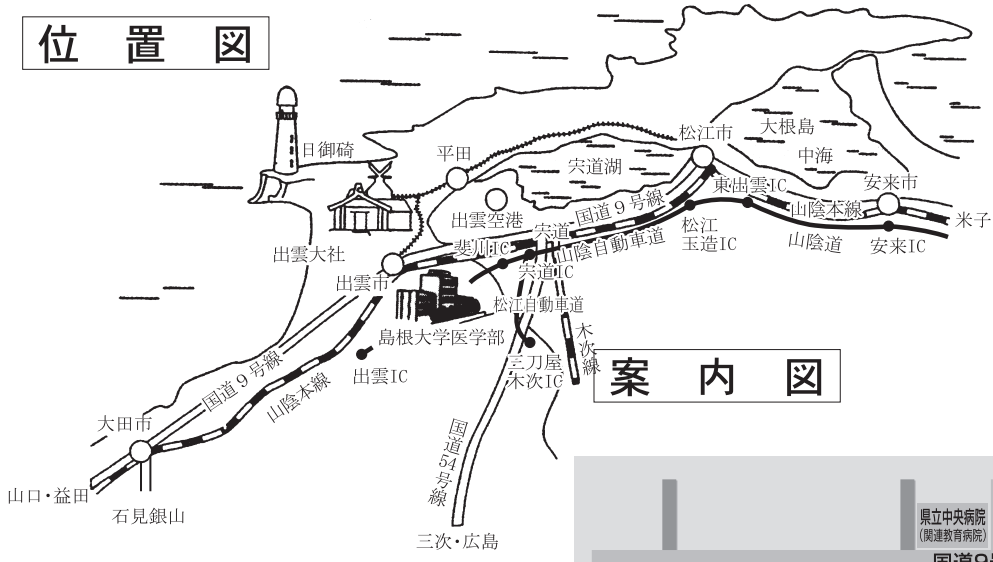 位置図
松江市
大根島
中海
日御碕
平田
宍道湖
東出雲IC
安来市
米子
出雲空港
国道9号線
山陰本線
安来IC
山陰道
松江
玉造IC
出雲大社
斐川IC
宍道
山陰自動車道
出雲市
宍道IC
松江自動車道
木次線
島根大学医学部
三刀屋
木次IC
出雲IC
案内図
国道9号線
山陰本線
大田市
国道54号線
山口・益田
石見銀山
三次・広島
県立中央病院
(関連教育病院)